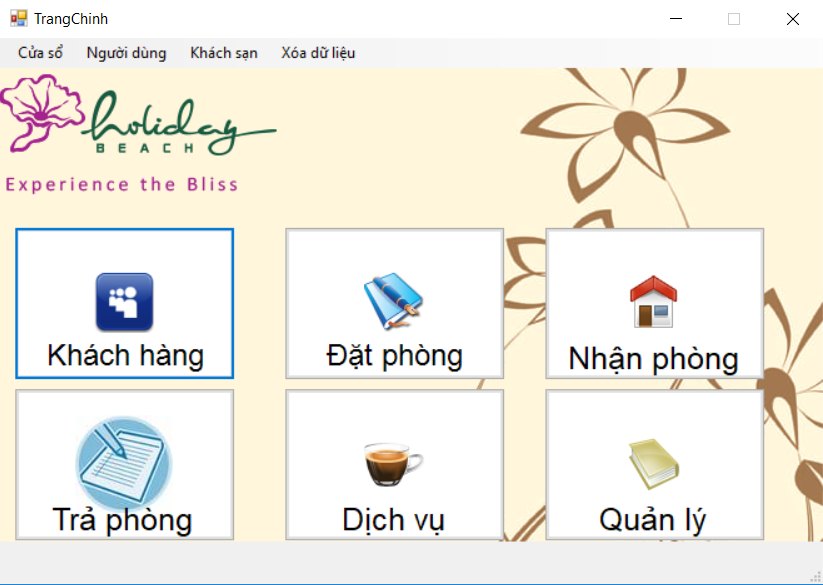 TrangChinh
Cửa sổ Người dùng Khách sạn Xóa dữ liệu
holiday
BEACH
Experience the Bliss
Khách hàng Đặt phòng Nhận phòng
Trả phòng Dịch vụ Quản lý